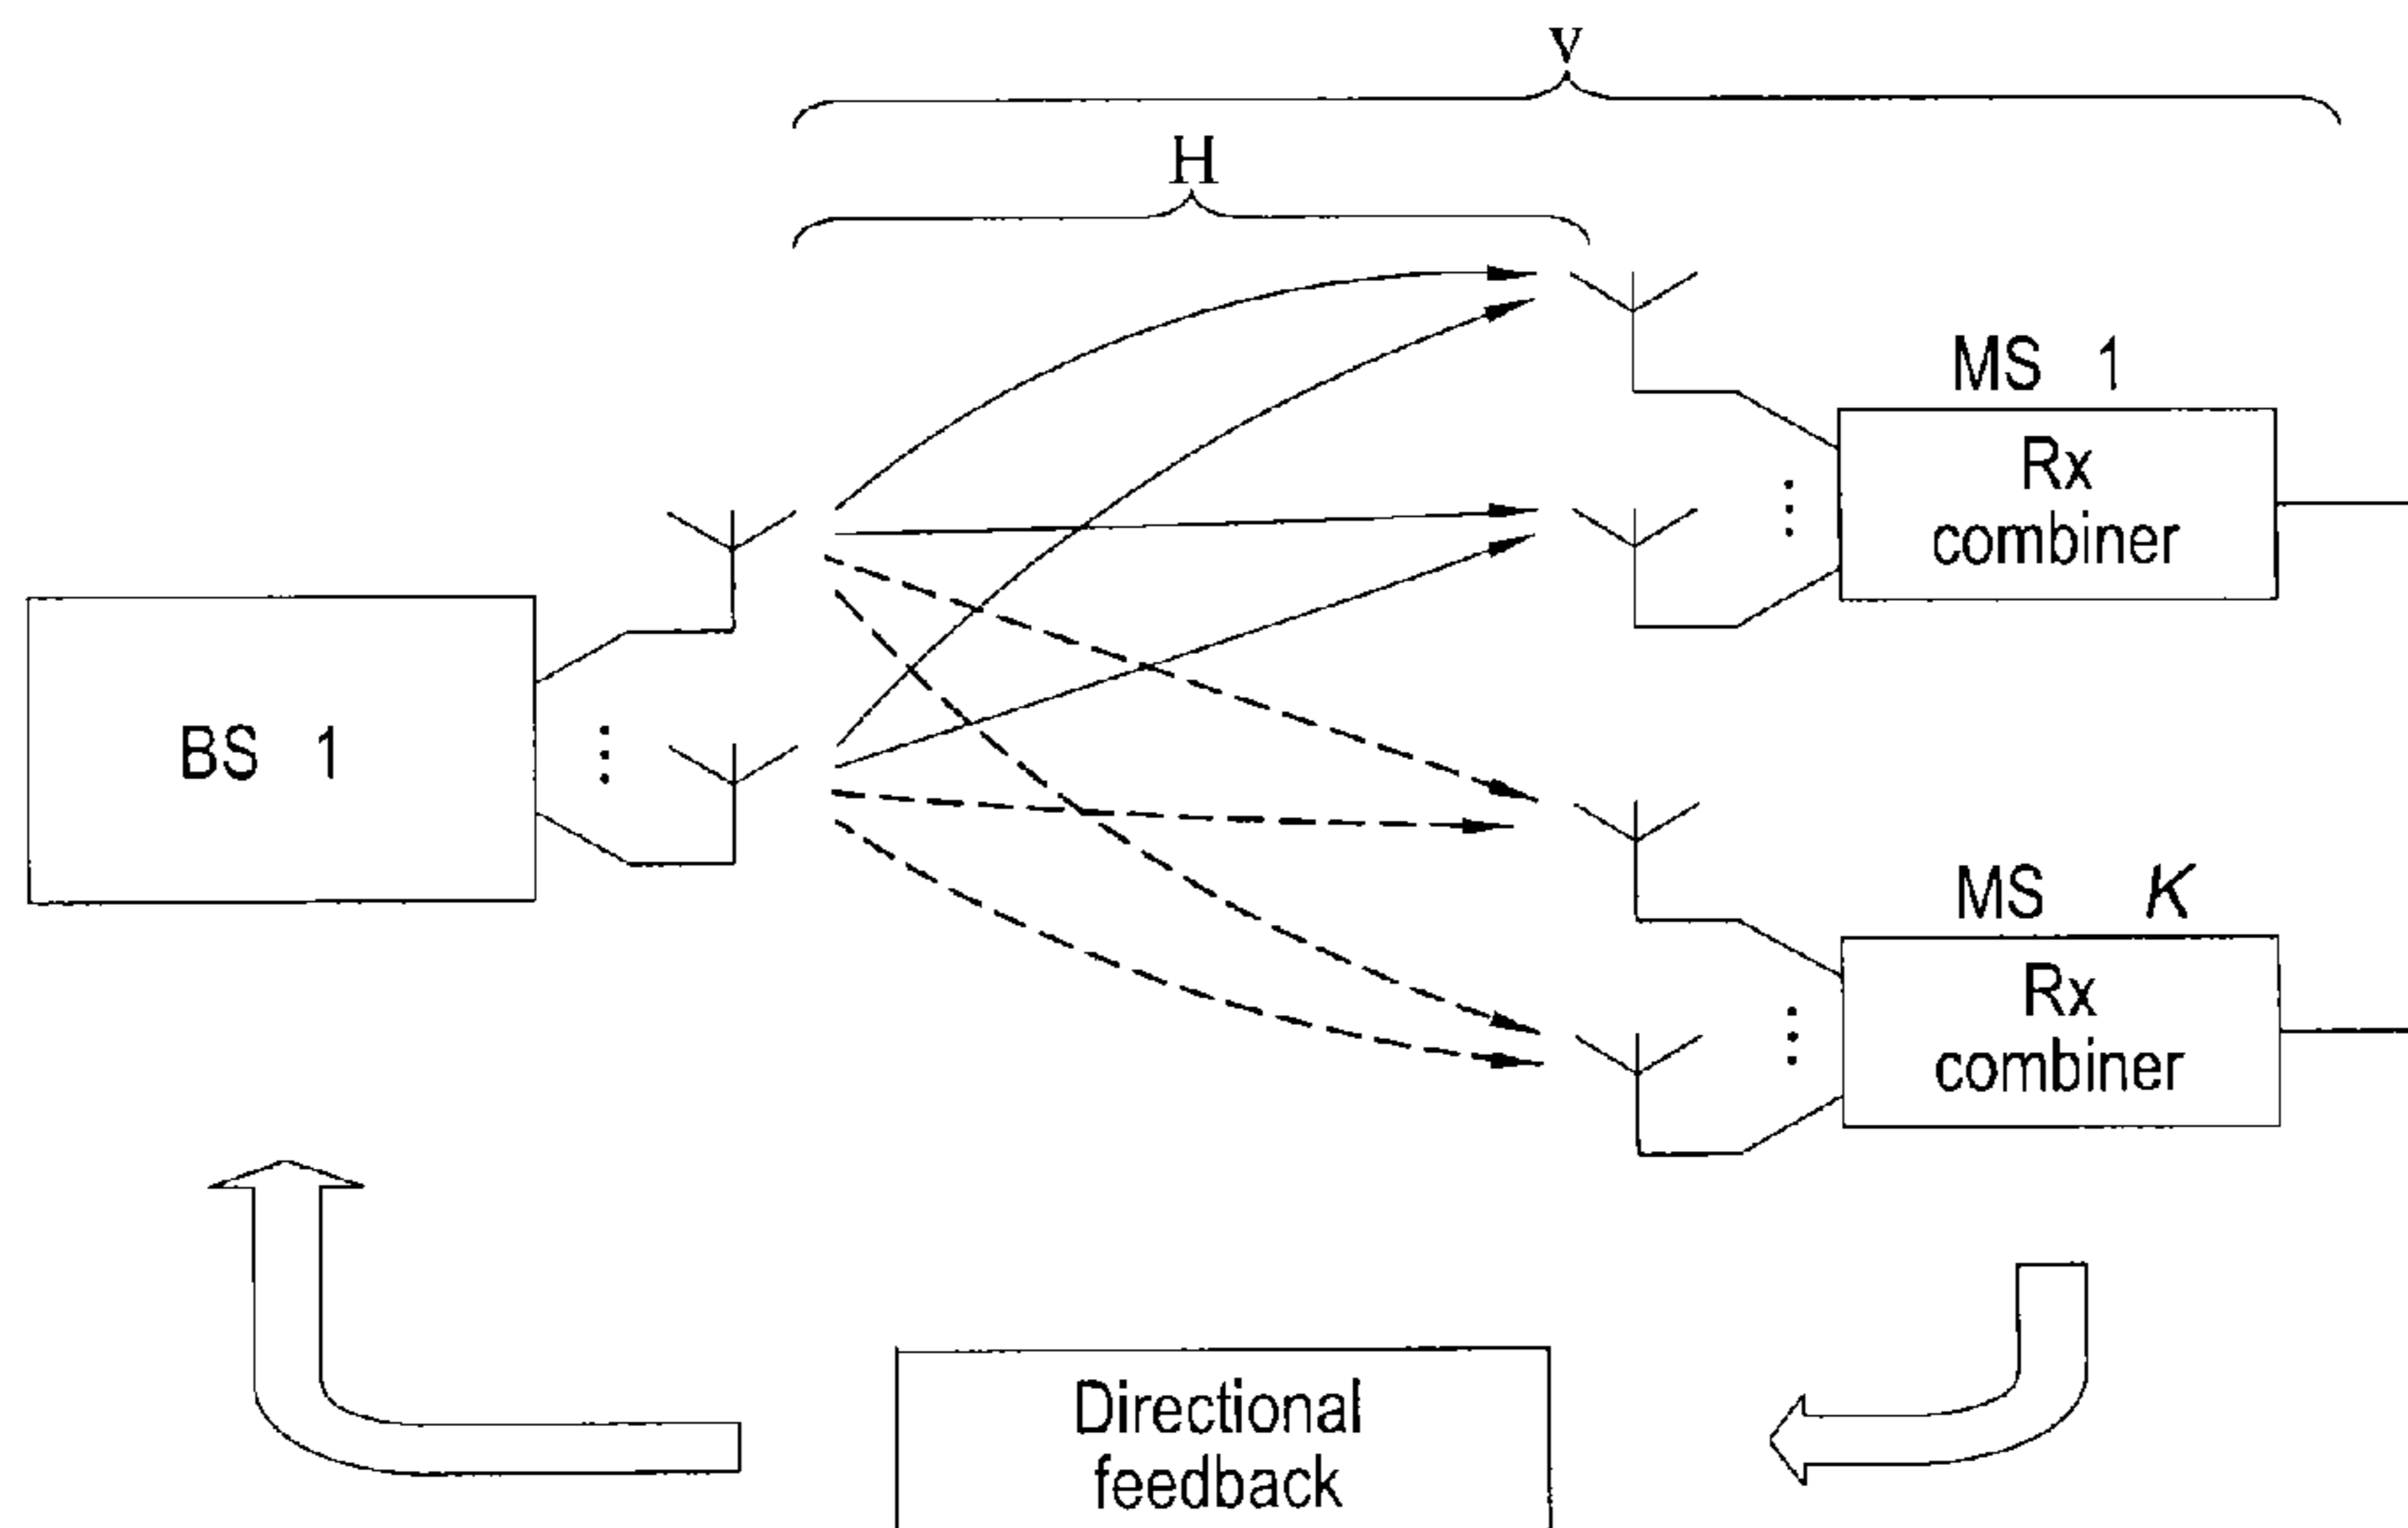 V
H
MS 1
Rx
combiner
BS 1
MS K
Rx
combiner
Directional
feedback